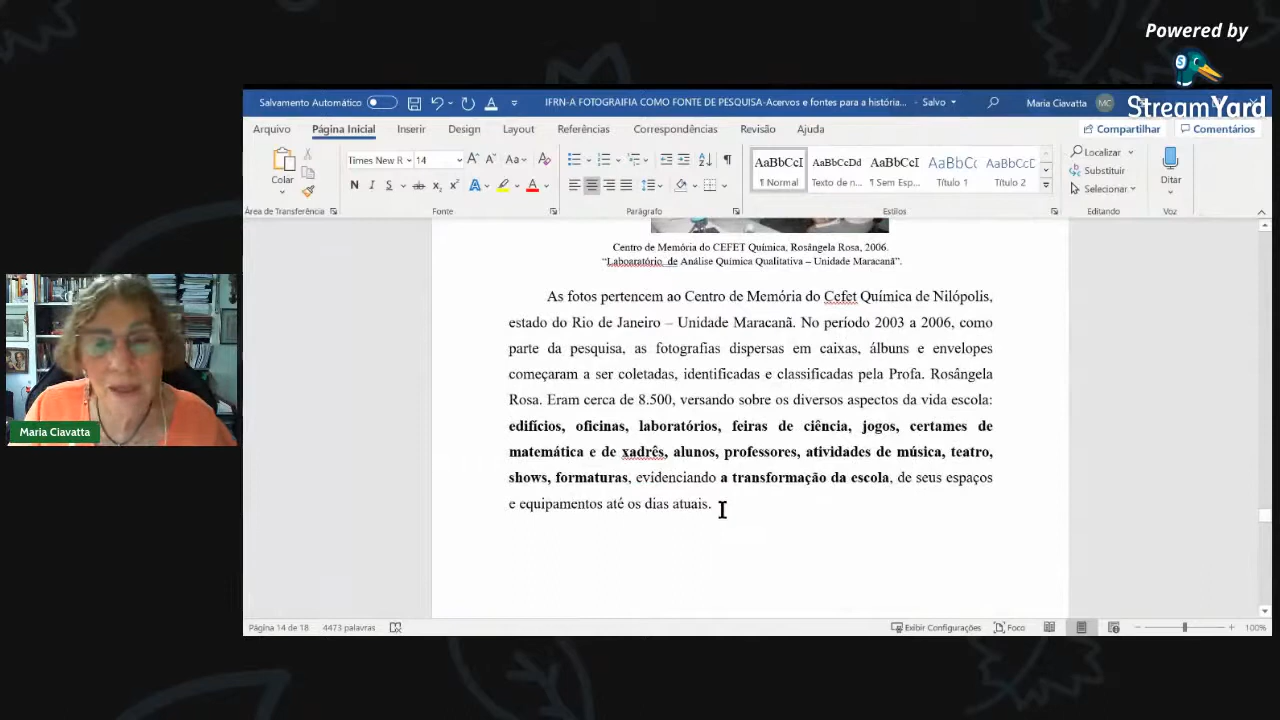 Powered by
StreamYard
Salvamento Automático
IFRN-A FOTOGRAIFIA COMO FONTE DE PESQUISA-Acervos e fontes para a história... - Salvo
Maria Ciavatta MC
Arquivo Página Inicial Inserir Design Layout Referências Correspondências Revisão Ajuda
Compartilhar Comentários
Colar
Times New R 14
AaBbCcI AaBbCcDd AaBbCcI AaBbCc AaBbCcD
¶ Normal Texto de n... ¶ Sem Esp... Título 1 Título 2
Localizar
Substituir
Selecionar
Ditar
Área de Transferência Fonte Parágrafo Estilos Editando Voz
Centro de Memória do CEFET Química, Rosângela Rosa, 2006.
“Laboaratório de Análise Química Qualitativa – Unidade Maracanã”.
As fotos pertencem ao Centro de Memória do Cefet Química de Nilópolis,
estado do Rio de Janeiro – Unidade Maracanã. No período 2003 a 2006, como
parte da pesquisa, as fotografias dispersas em caixas, álbuns e envelopes
começaram a ser coletadas, identificadas e classificadas pela Profa. Rosângela
Rosa. Eram cerca de 8.500, versando sobre os diversos aspectos da vida escola:
edifícios, oficinas, laboratórios, feiras de ciência, jogos, certames de
matemática e de xadrês, alunos, professores, atividades de música, teatro,
shows, formaturas, evidenciando a transformação da escola, de seus espaços
e equipamentos até os dias atuais.
Maria Ciavatta
Página 14 de 18 4473 palavras
Exibir Configurações Foco 100%